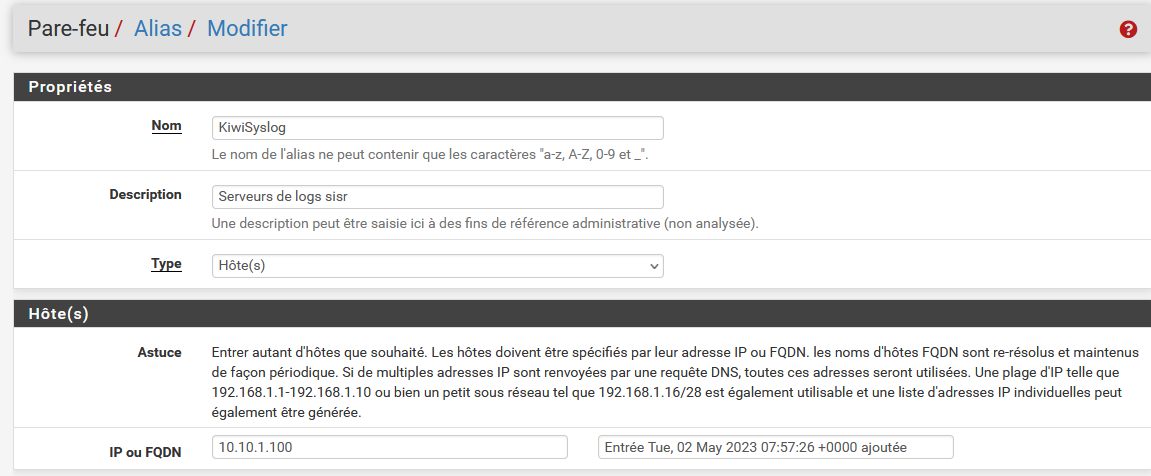 Pare-feu / Alias / Modifier
Propriétés
Nom
KiwiSyslog
Le nom de l'alias ne peut contenir que les caractères "a-z, A-Z, 0-9 et _".
Description
Serveurs de logs sisr
Une description peut être saisie ici à des fins de référence administrative (non analysée).
Type
Hôte(s)
Hôte(s)
Astuce
Entrer autant d'hôtes que souhaité. Les hôtes doivent être spécifiés par leur adresse IP ou FQDN. les noms d'hôtes FQDN sont re-résolus et maintenus
de façon périodique. Si de multiples adresses IP sont renvoyées par une requête DNS, toutes ces adresses seront utilisées. Une plage d'IP telle que
192.168.1.1-192.168.1.10 ou bien un petit sous réseau tel que 192.168.1.16/28 est également utilisable et une liste d'adresses IP individuelles peut
également être générée.
IP ou FQDN
10.10.1.100
Entrée Tue, 02 May 2023 07:57:26 +0000 ajoutée